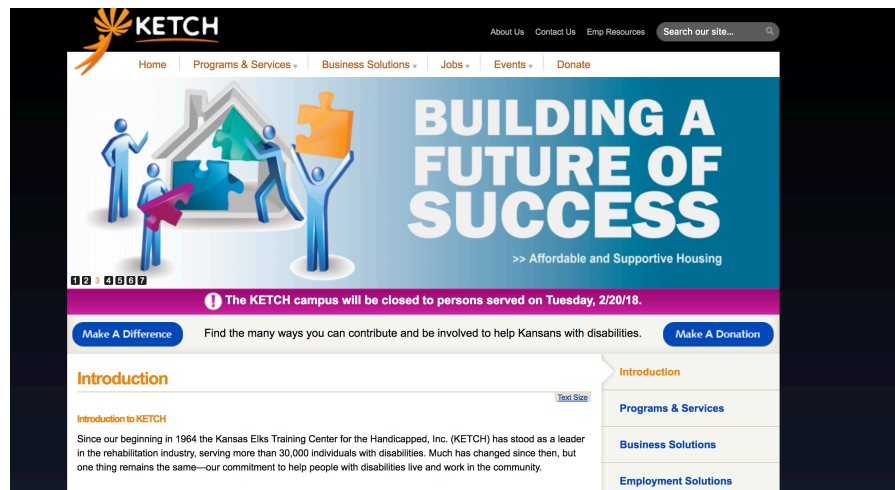 KETCH
About Us Contact Us Emp Resources Search our site...
Home Programs & Services Business Solutions Jobs Events Donate
BUILDING A
FUTURE OF
SUCCESS
>> Affordable and Supportive Housing
1 2 3 4 5 6 7
! The KETCH campus will be closed to persons served on Tuesday, 2/20/18.
Make A Difference Find the many ways you can contribute and be involved to help Kansans with disabilities. Make A Donation
Introduction
Text Size
Introduction to KETCH
Since our beginning in 1964 the Kansas Elks Training Center for the Handicapped, Inc. (KETCH) has stood as a leader
in the rehabilitation industry, serving more than 30,000 individuals with disabilities. Much has changed since then, but
one thing remains the same—our commitment to help people with disabilities live and work in the community.
Introduction
Programs & Services
Business Solutions
Employment Solutions